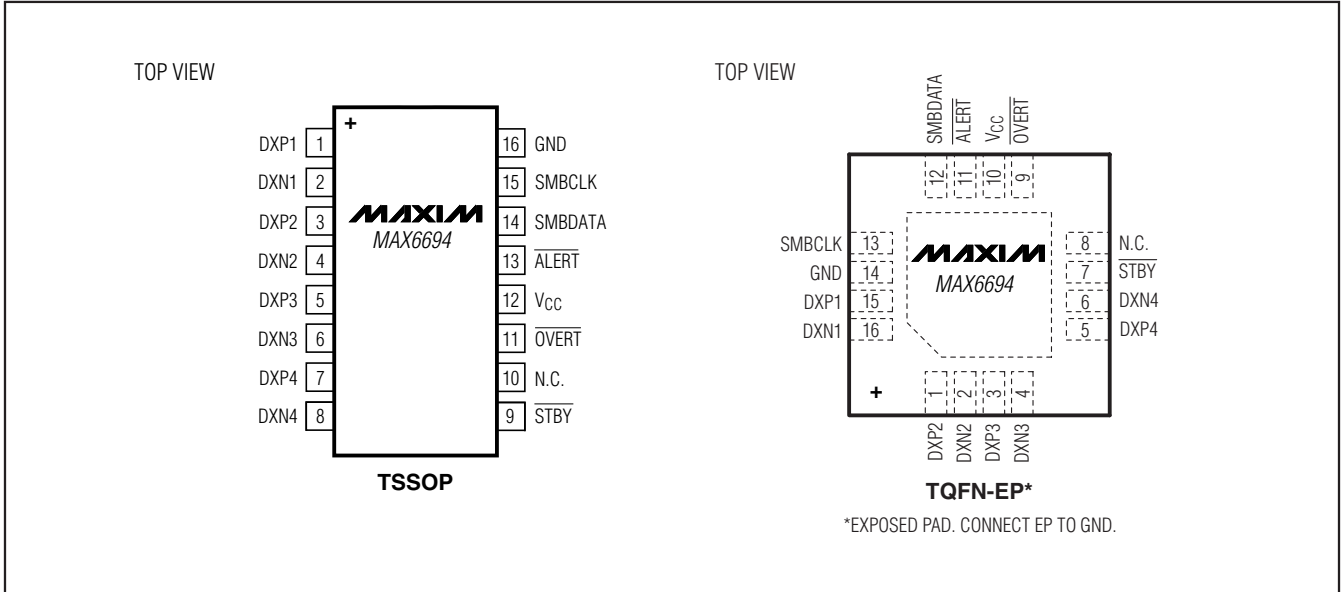 TOP VIEW
+
DXP1 1
DXN1 2
DXP2 3
DXN2 4
DXP3 5
DXN3 6
DXP4 7
DXN4 8
MAXIM
MAX6694
16 GND
15 SMBCLK
14 SMBDATA
13 ALERT
12 VCC
11 OVERT
10 N.C.
9 STBY
TSSOP
TOP VIEW
SMBDATA
ALERT
VCC
OVERT
12 11 10 9
SMBCLK 13
GND 14
DXP1 15
DXN1 16
MAXIM
MAX6694
8 N.C.
7 STBY
6 DXN4
5 DXP4
+
1 2 3 4
DXP2
DXN2
DXP3
DXN3
TQFN-EP*
*EXPOSED PAD. CONNECT EP TO GND.